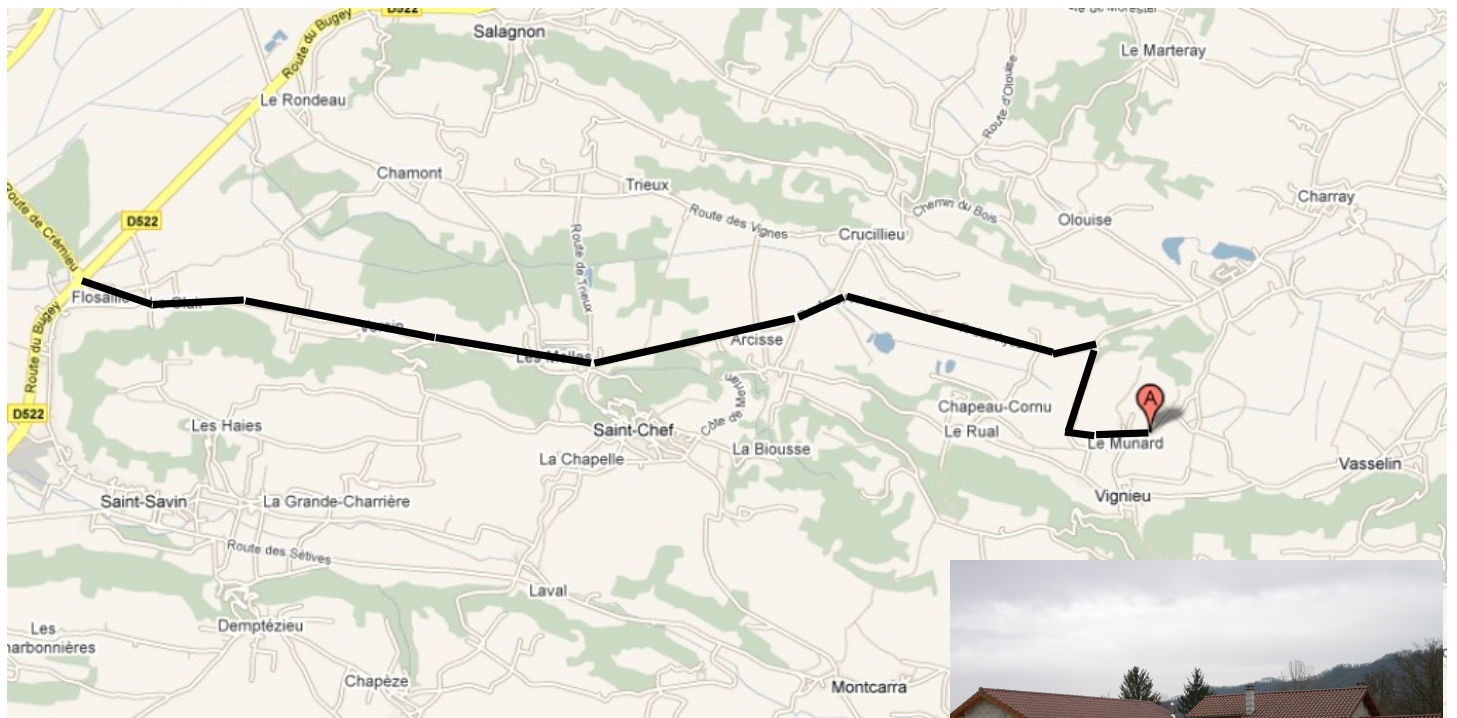 D522
Route du Bugey
Salagnon
Le Marteray
Le Rondeau
Route d'Olouise
Chamont
Trieux
Charray
Route de Crémieu
D522
Route des Vignes
Chemin du Bois
Olouise
Crucillieu
Route de Trieux
Les Molles
Arcisse
Route du Bugey
D522
Côte de Merlu
Chapeau-Cornu
A
Les Haies
Saint-Chef
Le Rual
Le Munard
La Chapelle
La Biousse
Vasselin
Saint-Savin
La Grande-Charrière
Vignieu
Route des Sétives
Laval
Demptézieu
Les
harbonnières
Chapèze
Montcarra